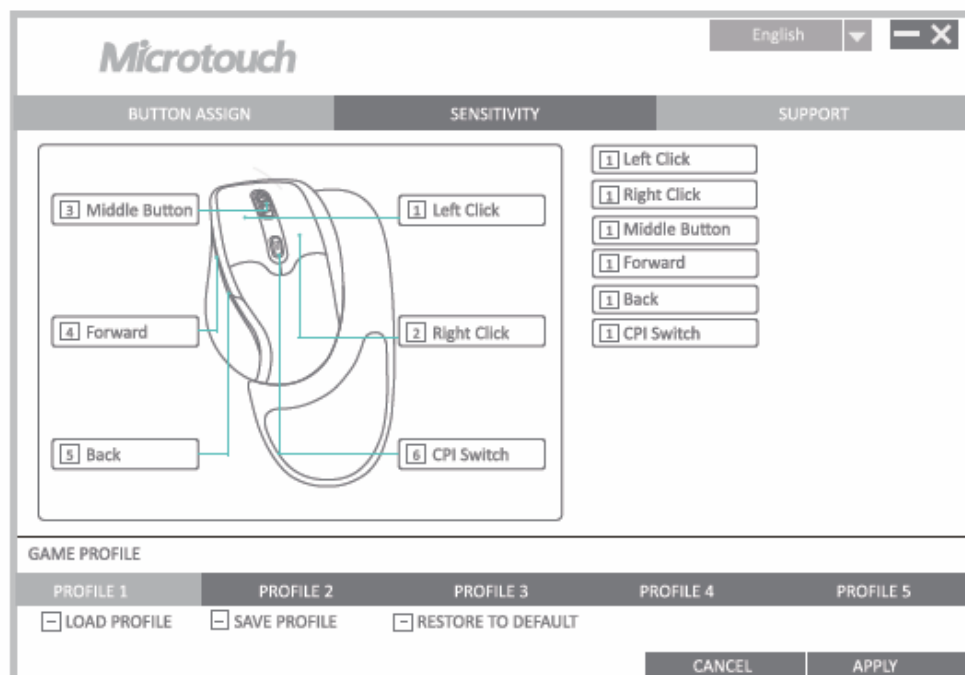 English
Microtouch
BUTTON ASSIGN SENSITIVITY SUPPORT
3 Middle Button
1 Left Click
4 Forward
2 Right Click
5 Back
6 CPI Switch
1 Left Click
1 Right Click
1 Middle Button
1 Forward
1 Back
1 CPI Switch
GAME PROFILE
PROFILE 1 PROFILE 2 PROFILE 3 PROFILE 4 PROFILE 5
LOAD PROFILE SAVE PROFILE RESTORE TO DEFAULT
CANCEL APPLY